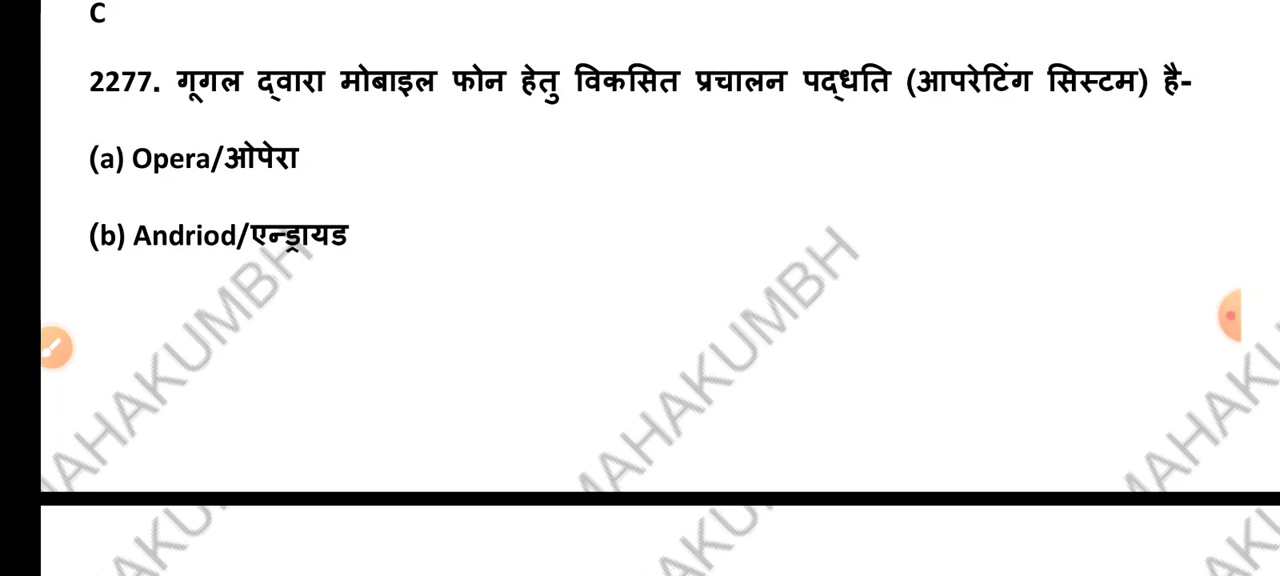 C
2277. गूगल द्वारा मोबाइल फोन हेतु विकसित प्रचालन पद्धति (आपरेटिंग सिस्टम) है-
(a) Opera/ओपेरा
(b) Andriod/एन्ड्रायड
MAHAKUMBH
MAHAKUMBH